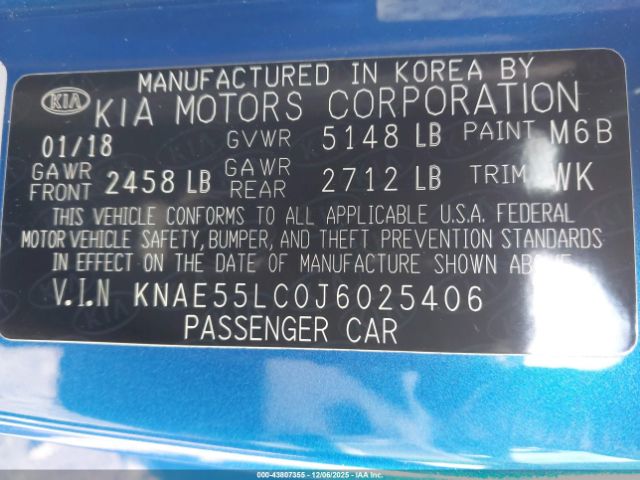 MANUFACTURED IN KOREA BY
KIA KIA MOTORS CORPORATION
01/18 GVWR 5148 LB PAINT M6B
GAWR FRONT 2458 LB GAWR REAR 2712 LB TRIM WK
THIS VEHICLE CONFORMS TO ALL APPLICABLE U.S.A. FEDERAL
MOTOR VEHICLE SAFETY, BUMPER, AND THEFT PREVENTION STANDARDS
IN EFFECT ON THE DATE OF MANUFACTURE SHOWN ABOVE
V.I.N KNAE55LC0J6025406
PASSENGER CAR
000-43807355 - 12/06/2025 - IAA Inc.